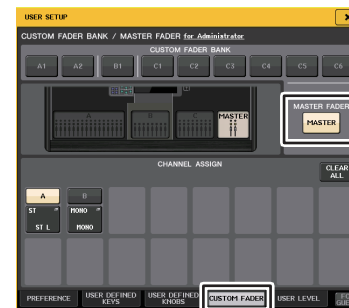 USER SETUP
CUSTOM FADER BANK / MASTER FADER for Administrator
CUSTOM FADER BANK
A1 A2 B1 C1 C2 C3 C4 C5 C6
A B C MASTER
MASTER FADER
MASTER
CHANNEL ASSIGN
CLEAR ALL
A B
ST MONO
ST L MONO
PREFERENCE USER DEFINED KEYS USER DEFINED KNOBS CUSTOM FADER USER LEVEL